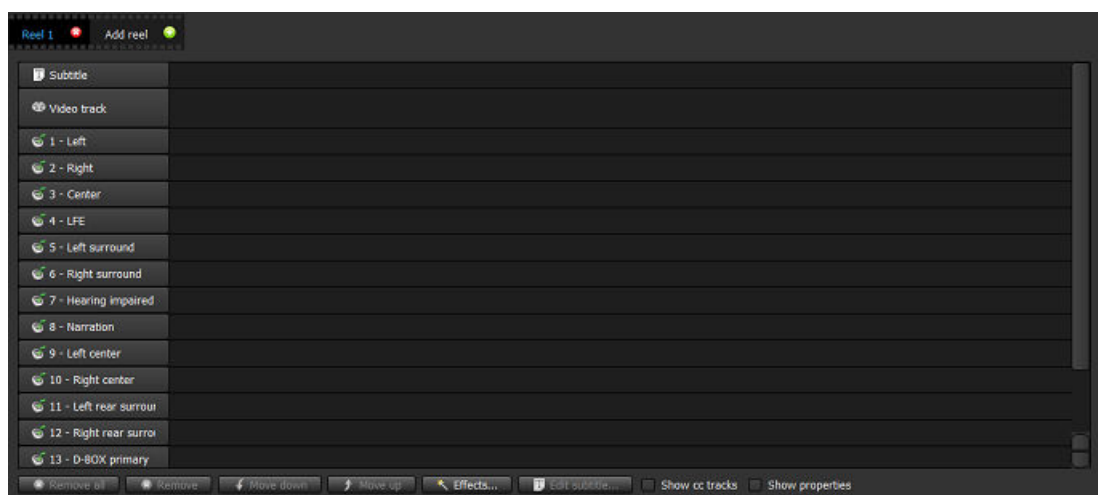 Reel 1 Add reel
Subtitle
Video track
1 - Left
2 - Right
3 - Center
4 - LFE
5 - Left surround
6 - Right surround
7 - Hearing impaired
8 - Narration
9 - Left center
10 - Right center
11 - Left rear surrour
12 - Right rear surro
13 - D-BOX primary
Remove all Remove Move down Move up Effects... Edit subtitle... Show cc tracks Show properties